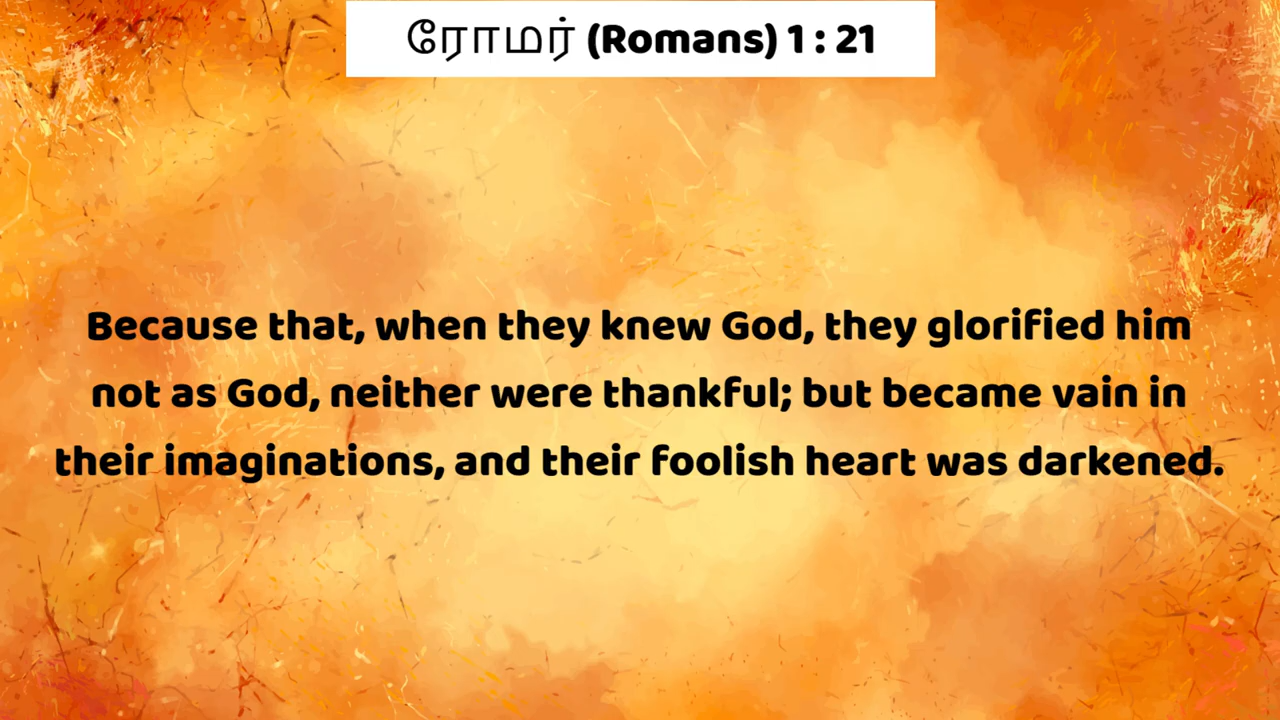 ரோமர் (Romans) 1 : 21
Because that, when they knew God, they glorified him
not as God, neither were thankful; but became vain in
their imaginations, and their foolish heart was darkened.